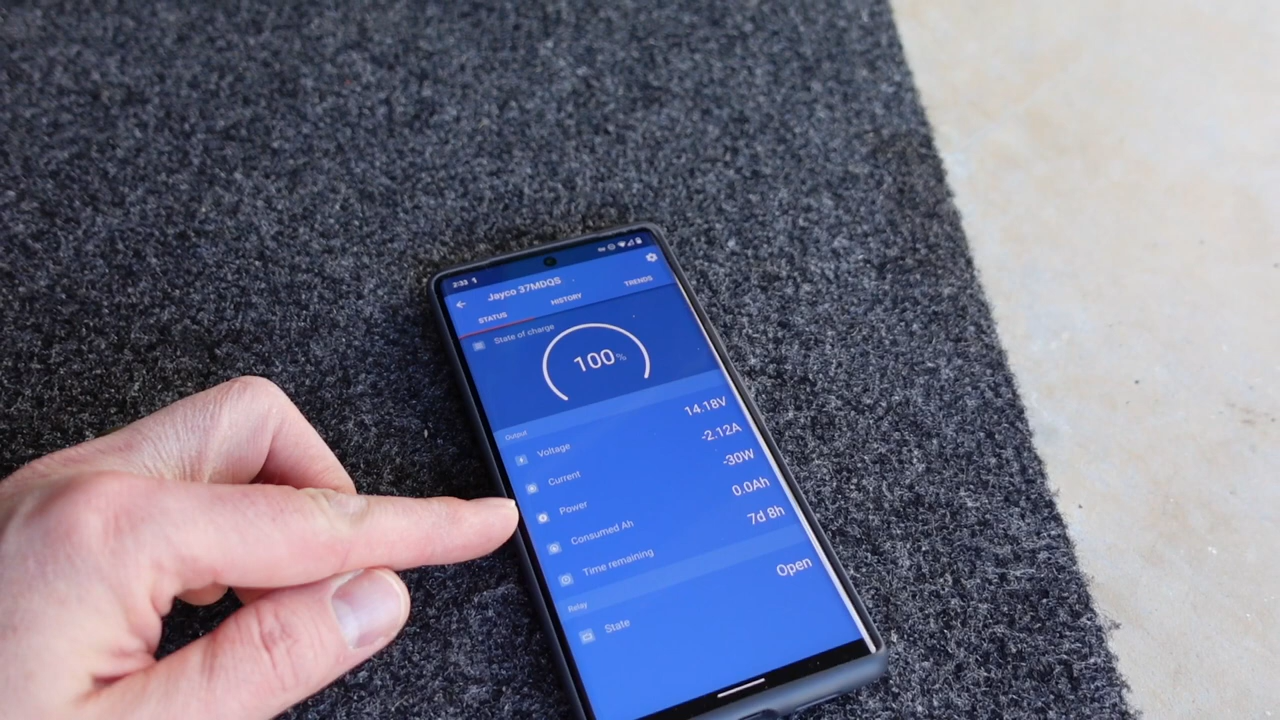 2:33
Jayco 37MDQS
STATUS HISTORY TRENDS
State of charge
100%
Output
Voltage 14.18V
Current -2.12A
Power -30W
Consumed Ah 0.0Ah
Time remaining 7d 8h
Relay
State Open